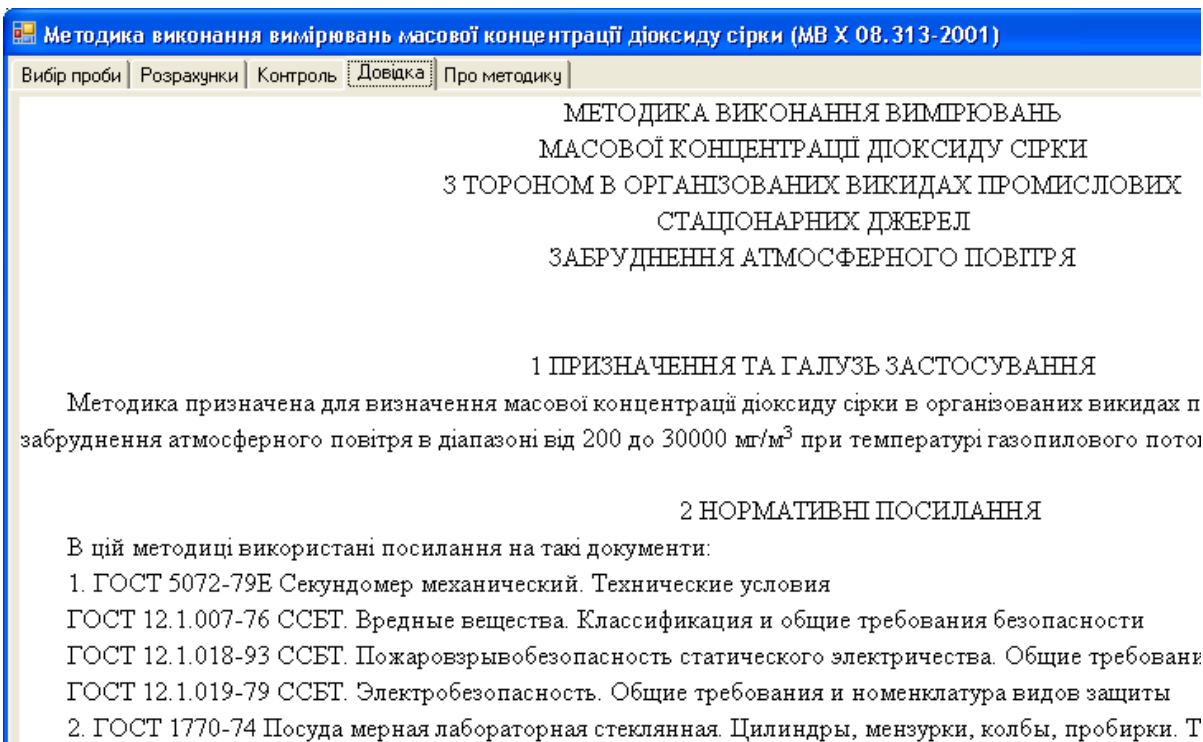 Методика виконання вимірювань масової концентрації діоксиду сірки (МВ Х 08.313-2001)
Вибір проби Розрахунки Контроль Довідка Про методику
МЕТОДИКА ВИКОНАННЯ ВИМІРЮВАНЬ
МАСОВОЇ КОНЦЕНТРАЦІЇ ДІОКСИДУ СІРКИ
З ТОРОНОМ В ОРГАНІЗОВАНИХ ВИКИДАХ ПРОМИСЛОВИХ
СТАЦІОНАРНИХ ДЖЕРЕЛ
ЗАБРУДНЕННЯ АТМОСФЕРНОГО ПОВІТРЯ
1 ПРИЗНАЧЕННЯ ТА ГАЛУЗЬ ЗАСТОСУВАННЯ
Методика призначена для визначення масової концентрації діоксиду сірки в організованих викидах п
забруднення атмосферного повітря в діапазоні від 200 до 30000 мг/м³ при температурі газопилового пото
2 НОРМАТИВНІ ПОСИЛАННЯ
В цій методиці використані посилання на такі документи:
1. ГОСТ 5072-79Е Секундомер механический. Технические условия
ГОСТ 12.1.007-76 ССБТ. Вредные вещества. Классификация и общие требования безопасности
ГОСТ 12.1.018-93 ССБТ. Пожаровзрывобезопасность статического электричества. Общие требовани
ГОСТ 12.1.019-79 ССБТ. Электробезопасность. Общие требования и номенклатура видов защиты
2. ГОСТ 1770-74 Посуда мерная лабораторная стеклянная. Цилиндры, мензурки, колбы, пробирки. Т